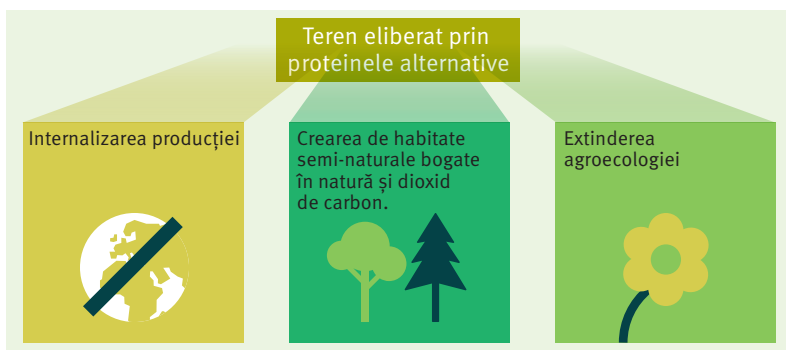 Teren eliberat prin
proteinele alternative
Internalizarea producției
Crearea de habitate
semi-naturale bogate
în natură și dioxid
de carbon.
Extinderea
agroecologiei